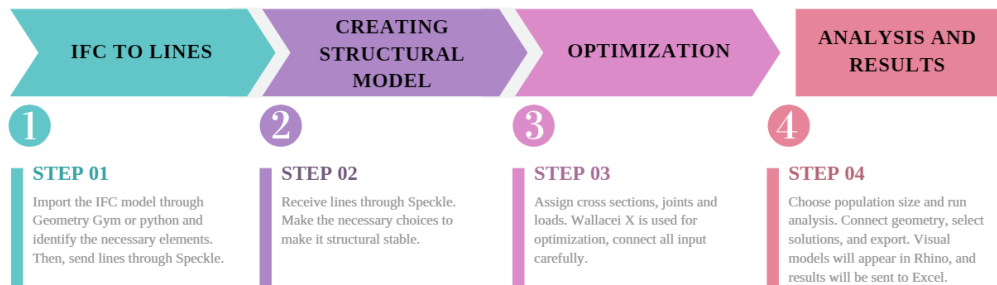 IFC TO LINES
CREATING
STRUCTURAL
MODEL
OPTIMIZATION
ANALYSIS AND
RESULTS
1
STEP 01
Import the IFC model through
Geometry Gym or python and
identify the necessary elements.
Then, send lines through Speckle.
2
STEP 02
Receive lines through Speckle.
Make the necessary choices to
make it structural stable.
3
STEP 03
Assign cross sections, joints and
loads. Wallacei X is used for
optimization, connect all input
carefully.
4
STEP 04
Choose population size and run
analysis. Connect geometry, select
solutions, and export. Visual
models will appear in Rhino, and
results will be sent to Excel.